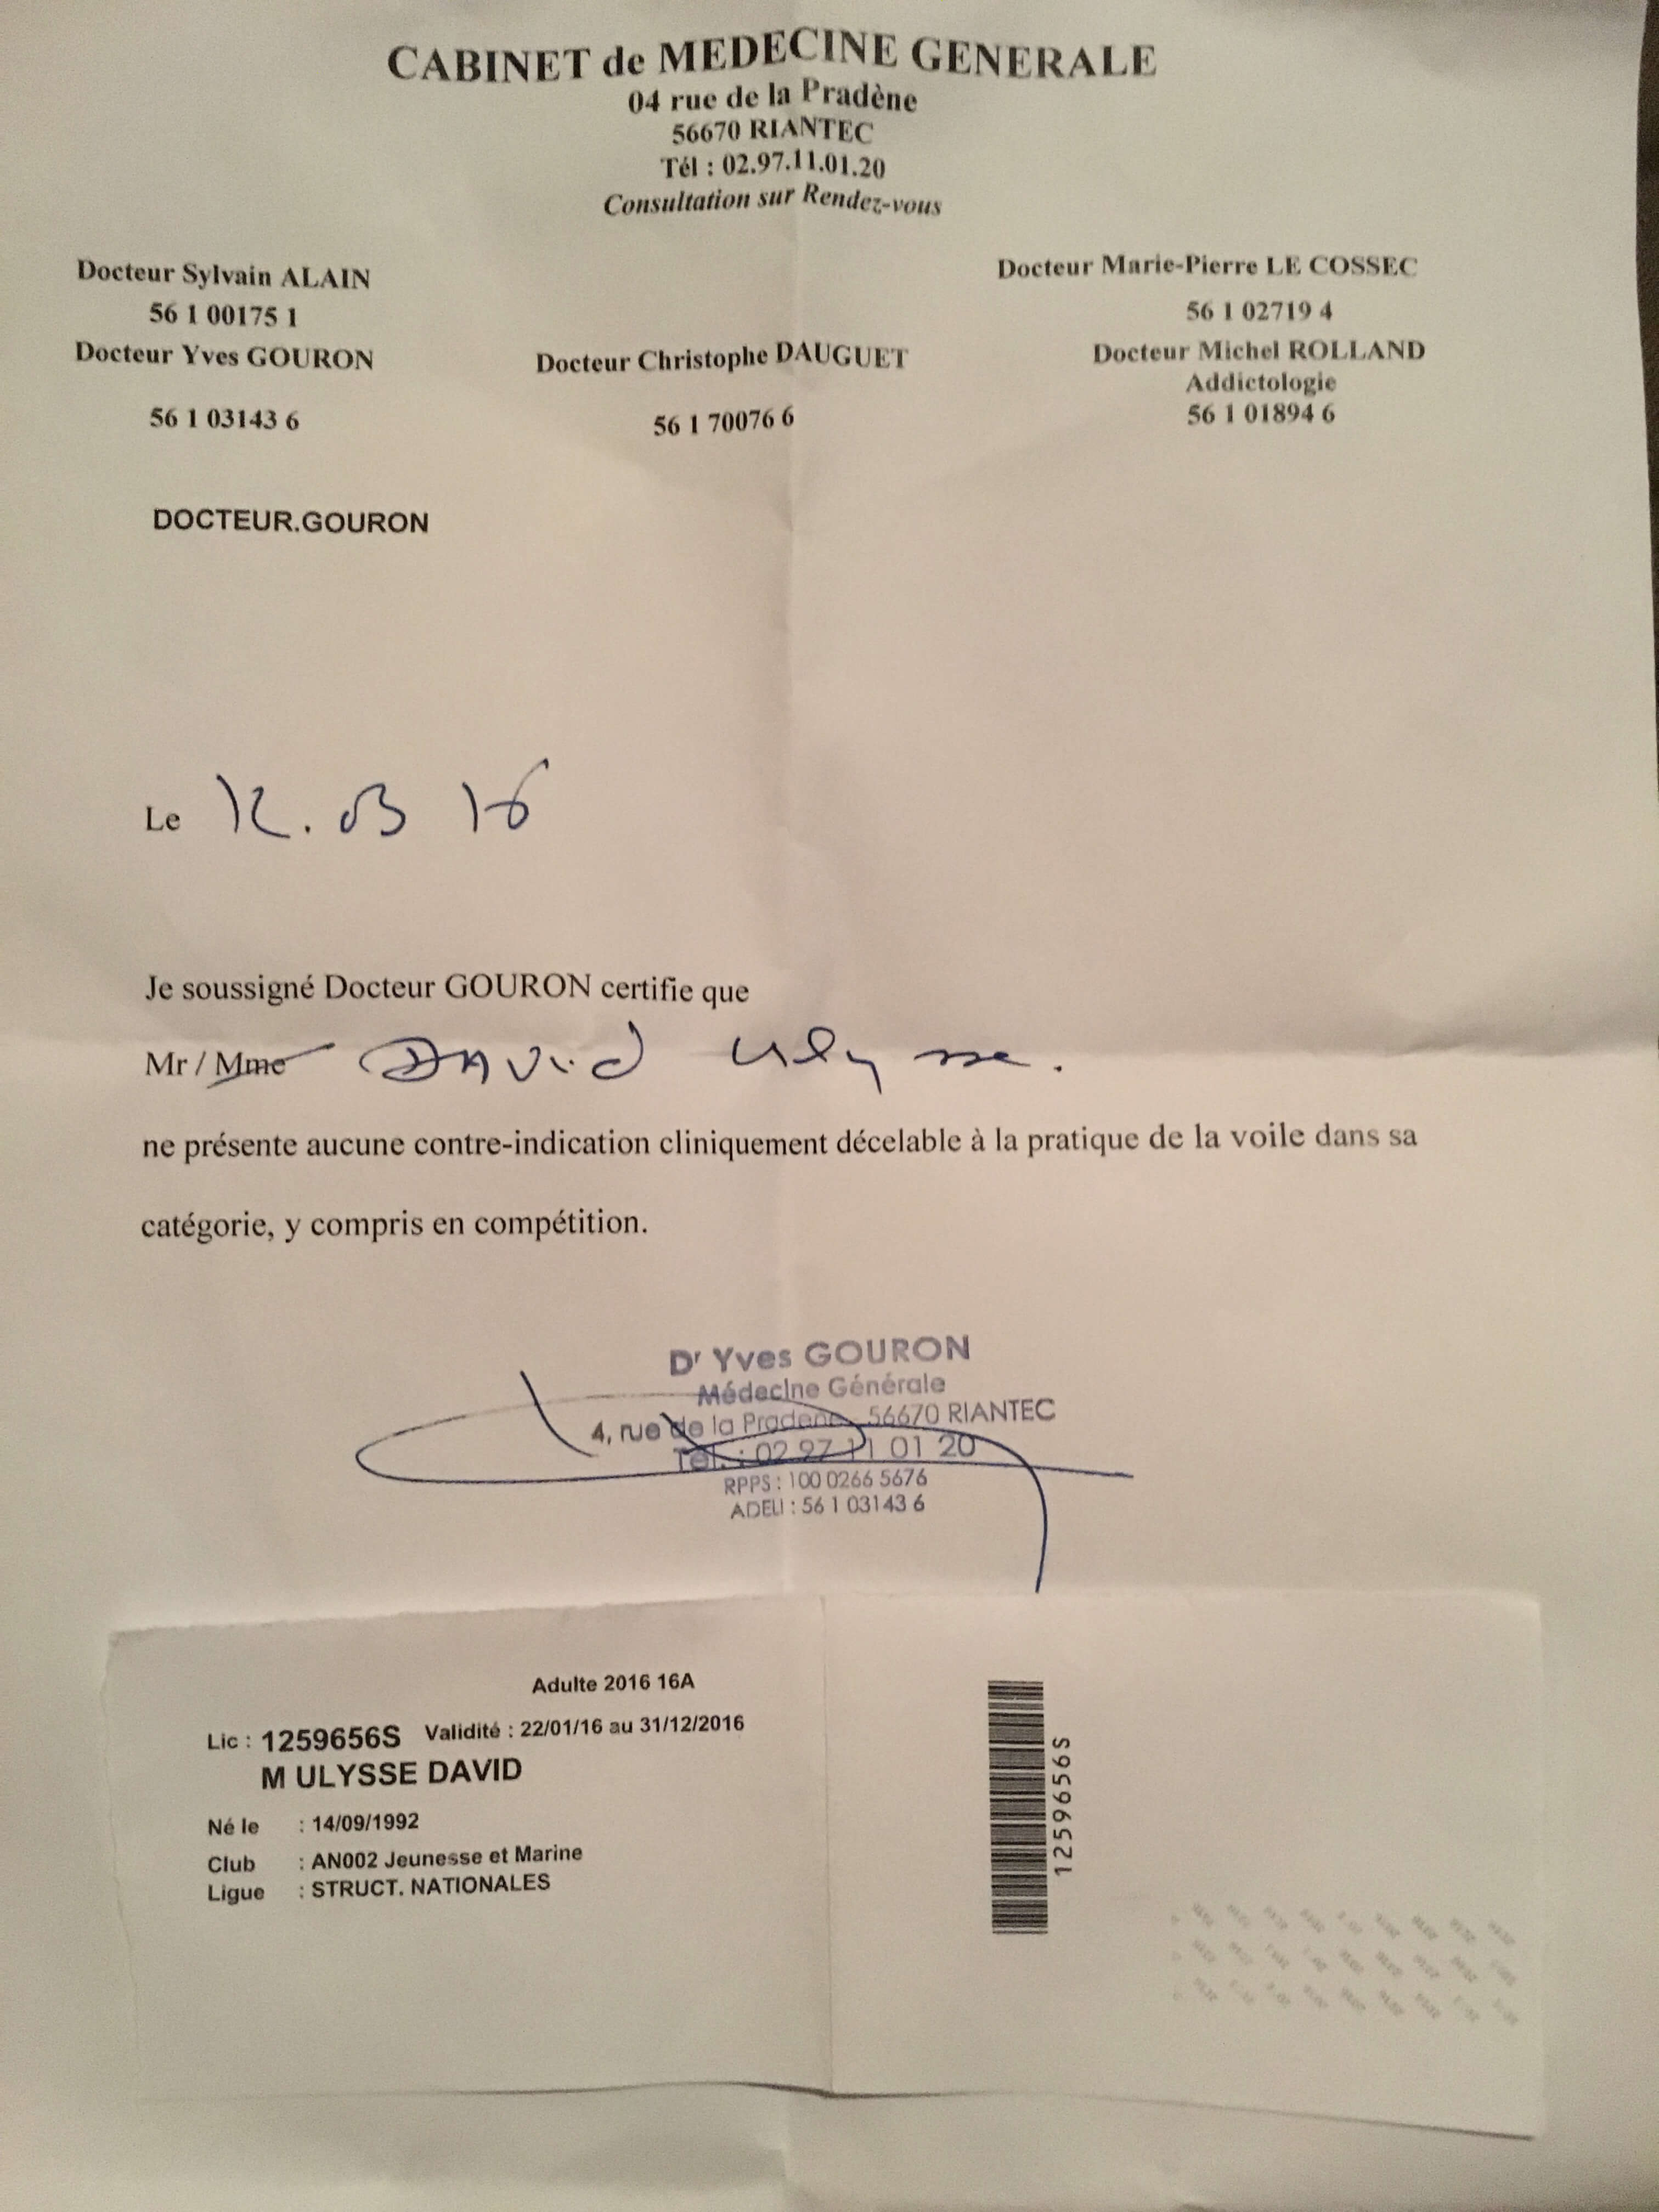 CABINET de MEDECINE GENERALE
04 rue de la Pradène
56670 RIANTEC
Tél : 02.97.11.01.20
Consultation sur Rendez-vous
Docteur Sylvain ALAIN
56 1 00175 1
Docteur Yves GOURON
56 1 03143 6
Docteur Christophe DAUGUET
56 1 70076 6
Docteur Marie-Pierre LE COSSEC
56 1 02719 4
Docteur Michel ROLLAND
Addictologie
56 1 01894 6
DOCTEUR.GOURON
Le 12.03 16
Je soussigné Docteur GOURON certifie que
Mr / Mme DAVID Ulysse.
ne présente aucune contre-indication cliniquement décelable à la pratique de la voile dans sa
catégorie, y compris en compétition.
Dr Yves GOURON
Médecine Générale
4, rue de la Pradene 56670 RIANTEC
Tél. : 02 97 11 01 20
RPPS : 100 0266 5676
ADELI : 56 1 03143 6
Adulte 2016 16A
Lic : 1259656S Validité : 22/01/16 au 31/12/2016
M ULYSSE DAVID
Né le : 14/09/1992
Club : AN002 Jeunesse et Marine
Ligue : STRUCT. NATIONALES
1259656S